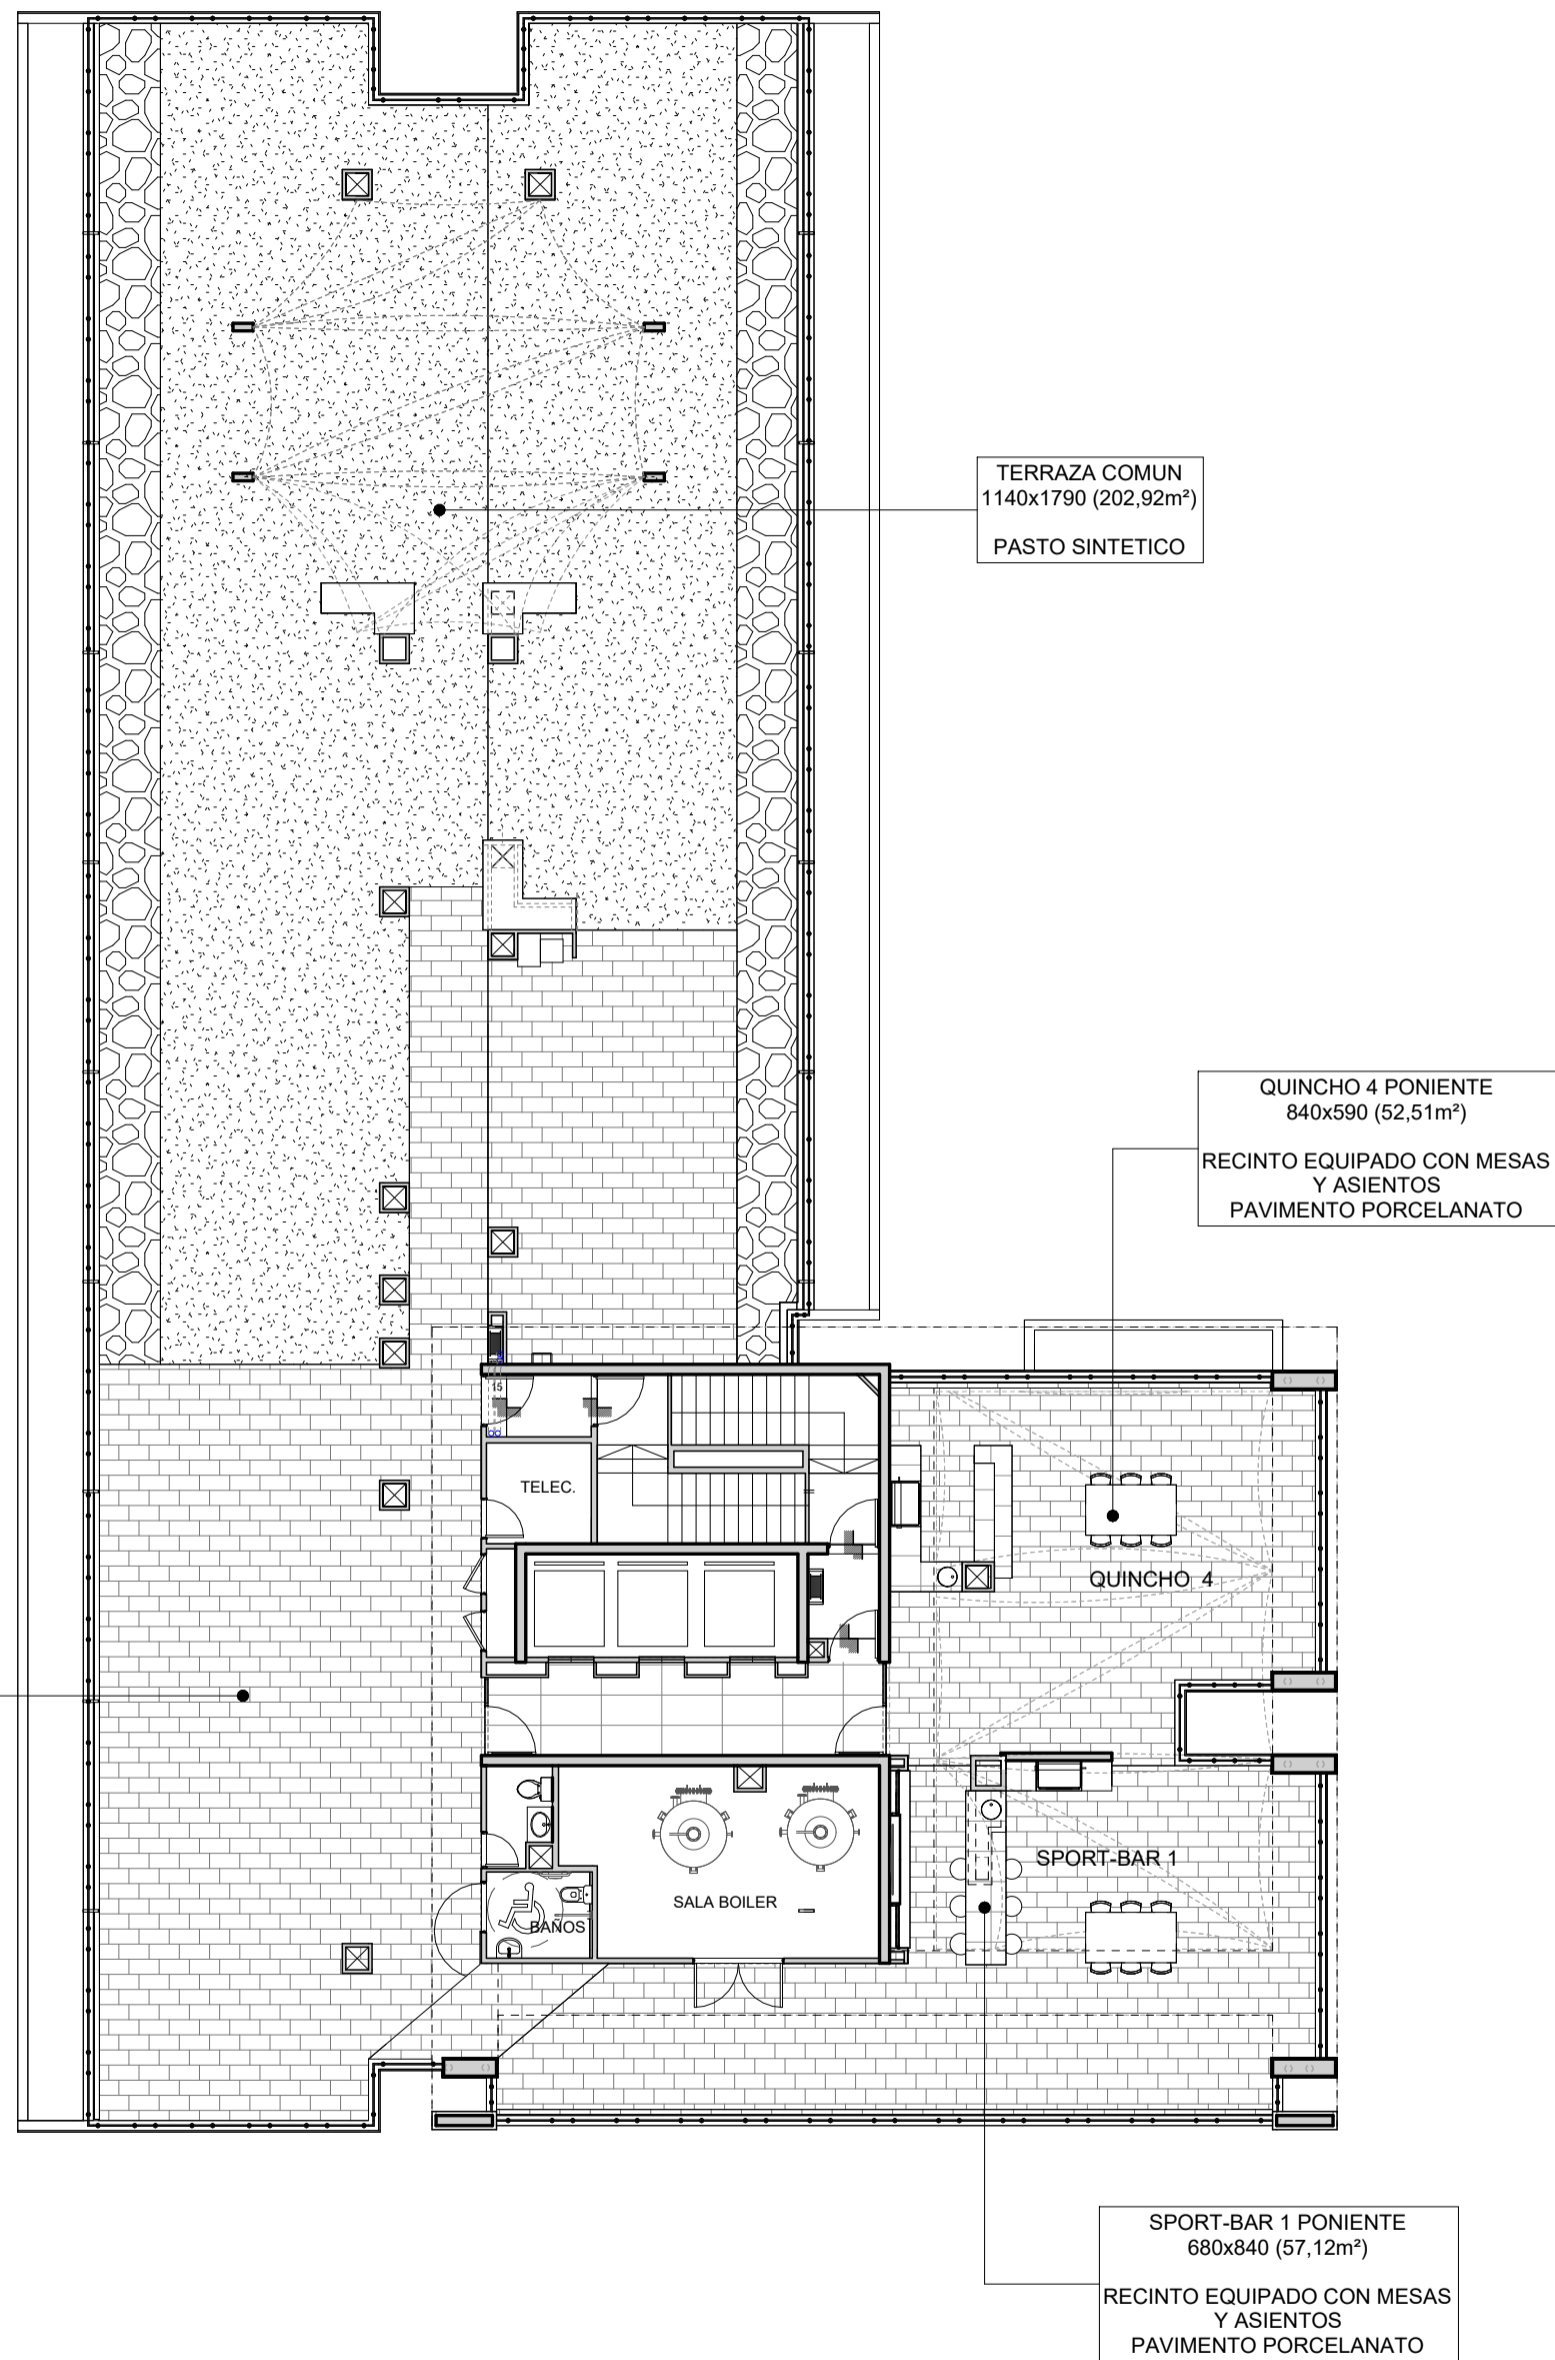 TERRAZA COMUN
1140x1790 (202,92m²)
PASTO SINTETICO
QUINCHO 4 PONIENTE
840x590 (52,51m²)
RECINTO EQUIPADO CON MESAS
Y ASIENTOS
PAVIMENTO PORCELANATO
15
TELEC.
QUINCHO 4
SPORT-BAR 1
SALA BOILER
BAÑOS
SPORT-BAR 1 PONIENTE
680x840 (57,12m²)
RECINTO EQUIPADO CON MESAS
Y ASIENTOS
PAVIMENTO PORCELANATO